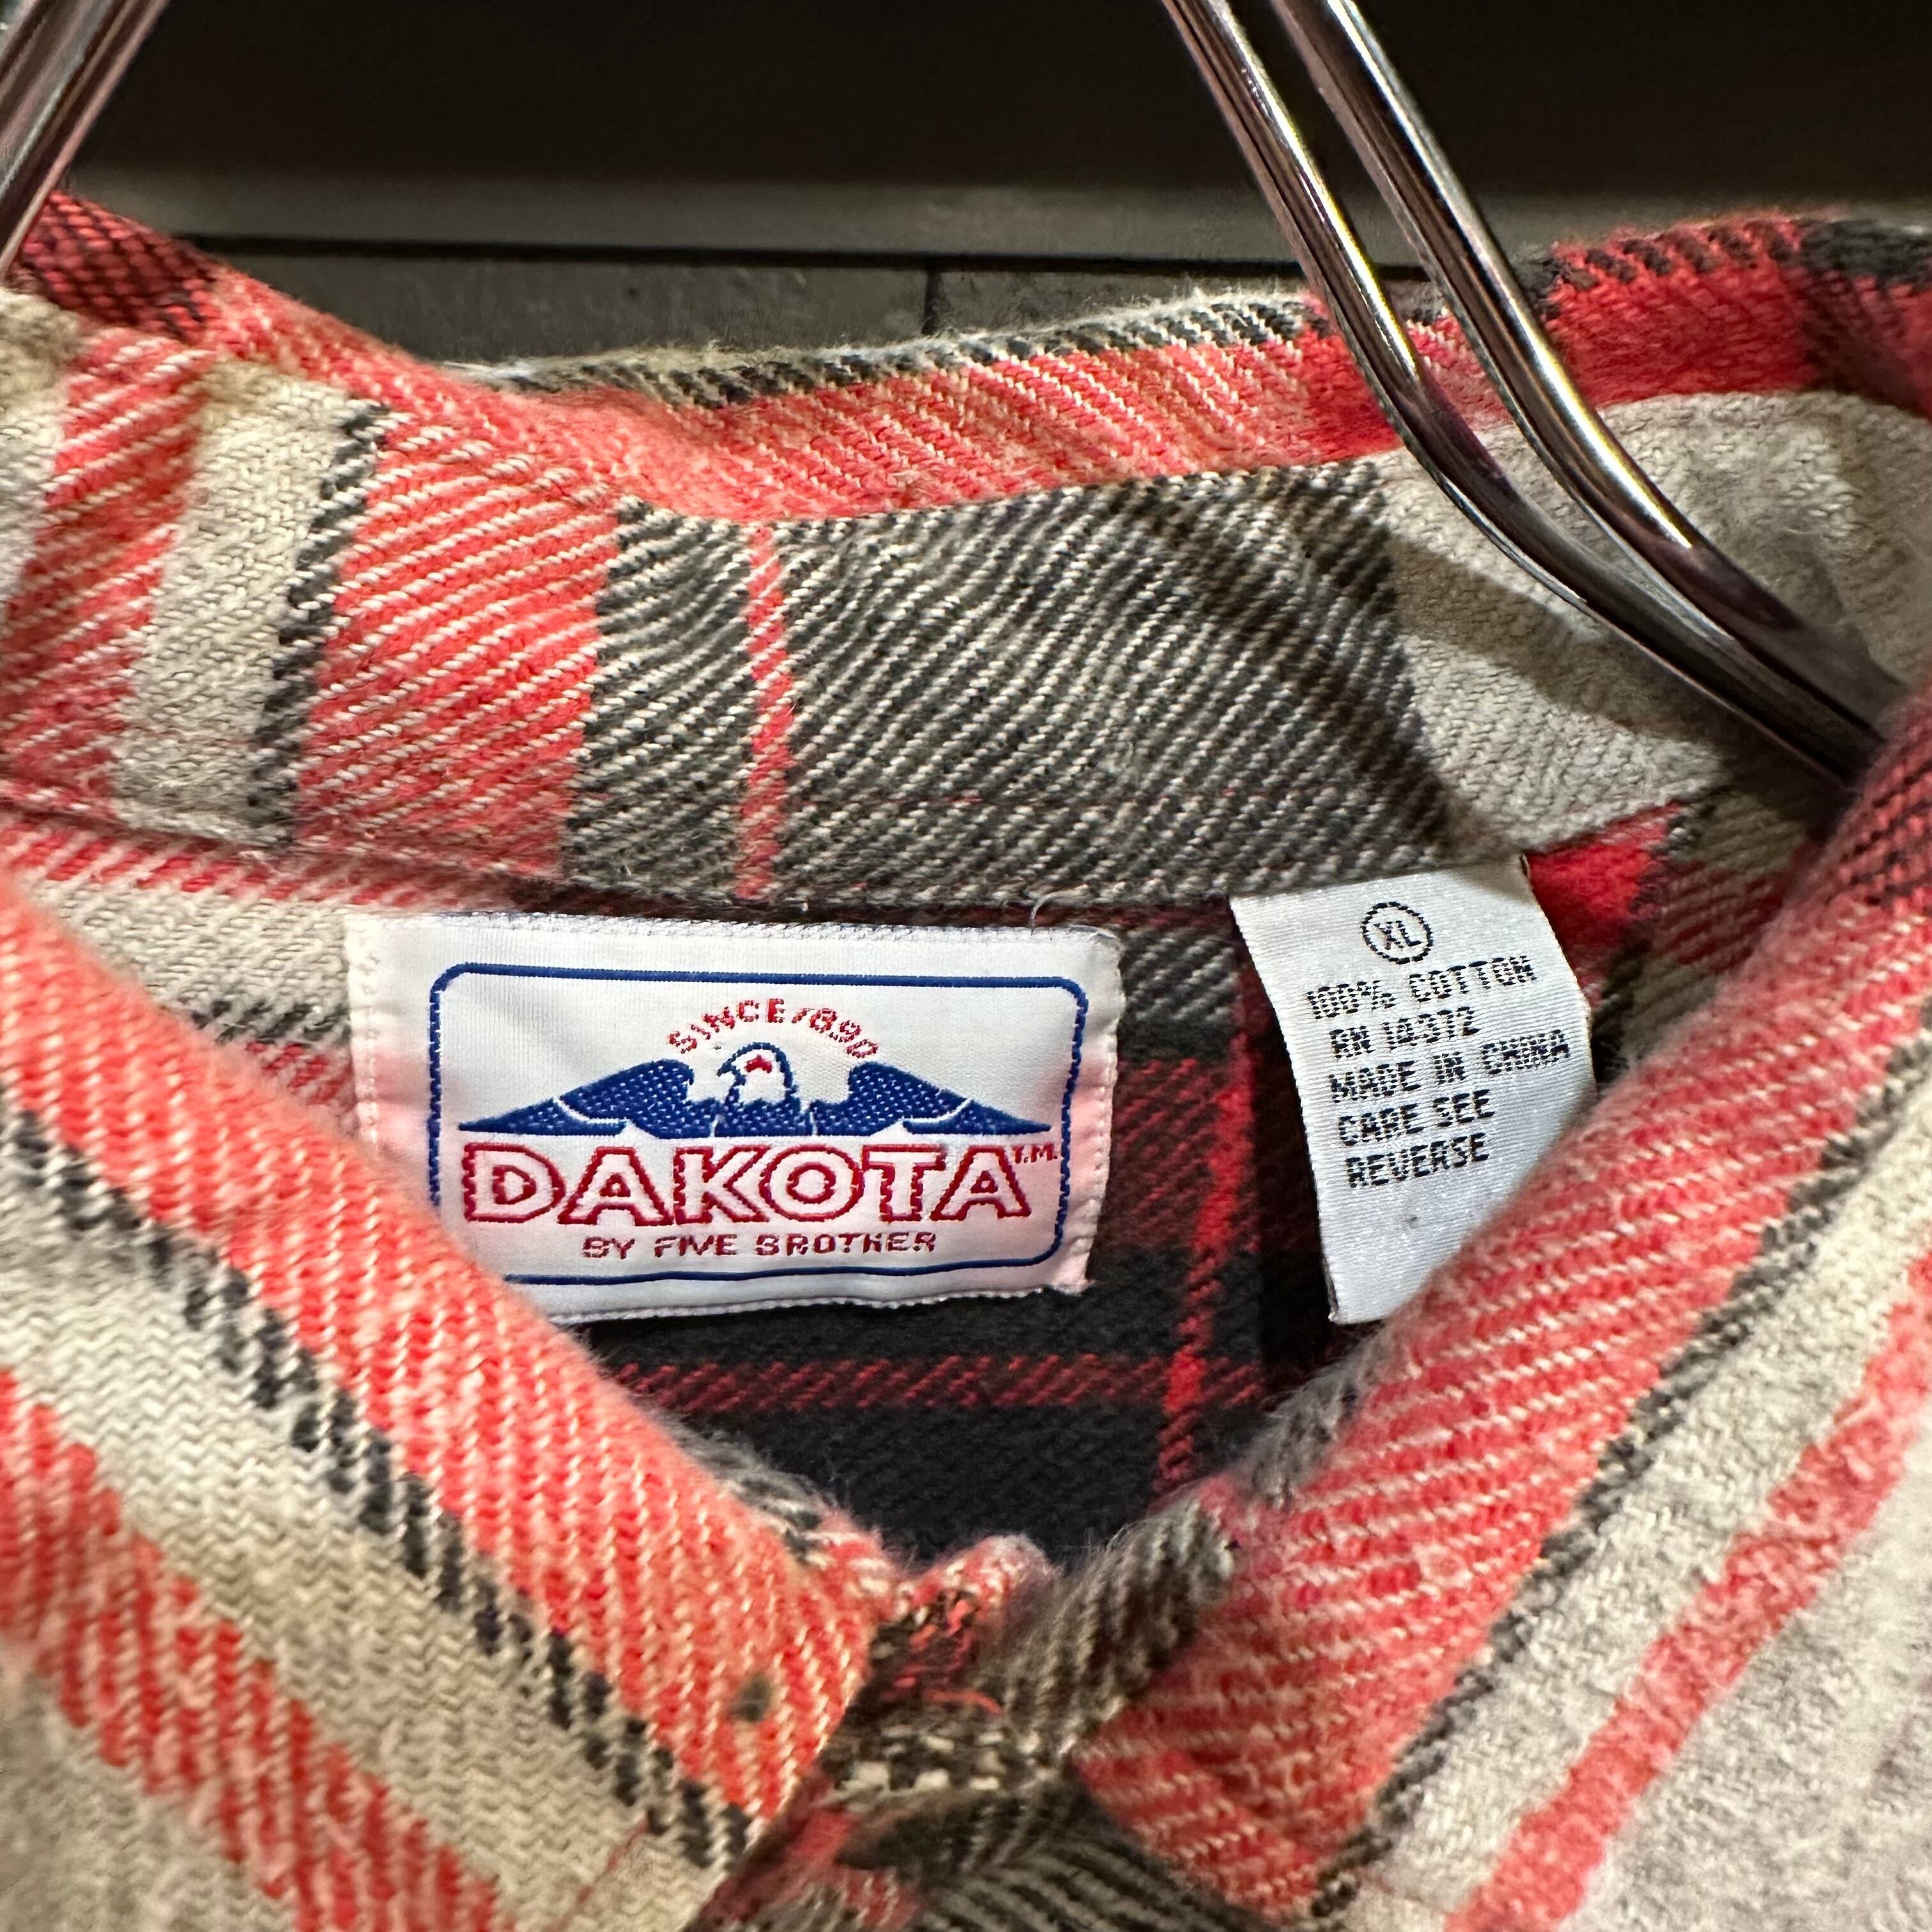 SINCE 1890
DAKOTA T.M.
BY FIVE BROTHER
XL
100% COTTON
RN 14372
MADE IN CHINA
CARE SEE
REVERSE